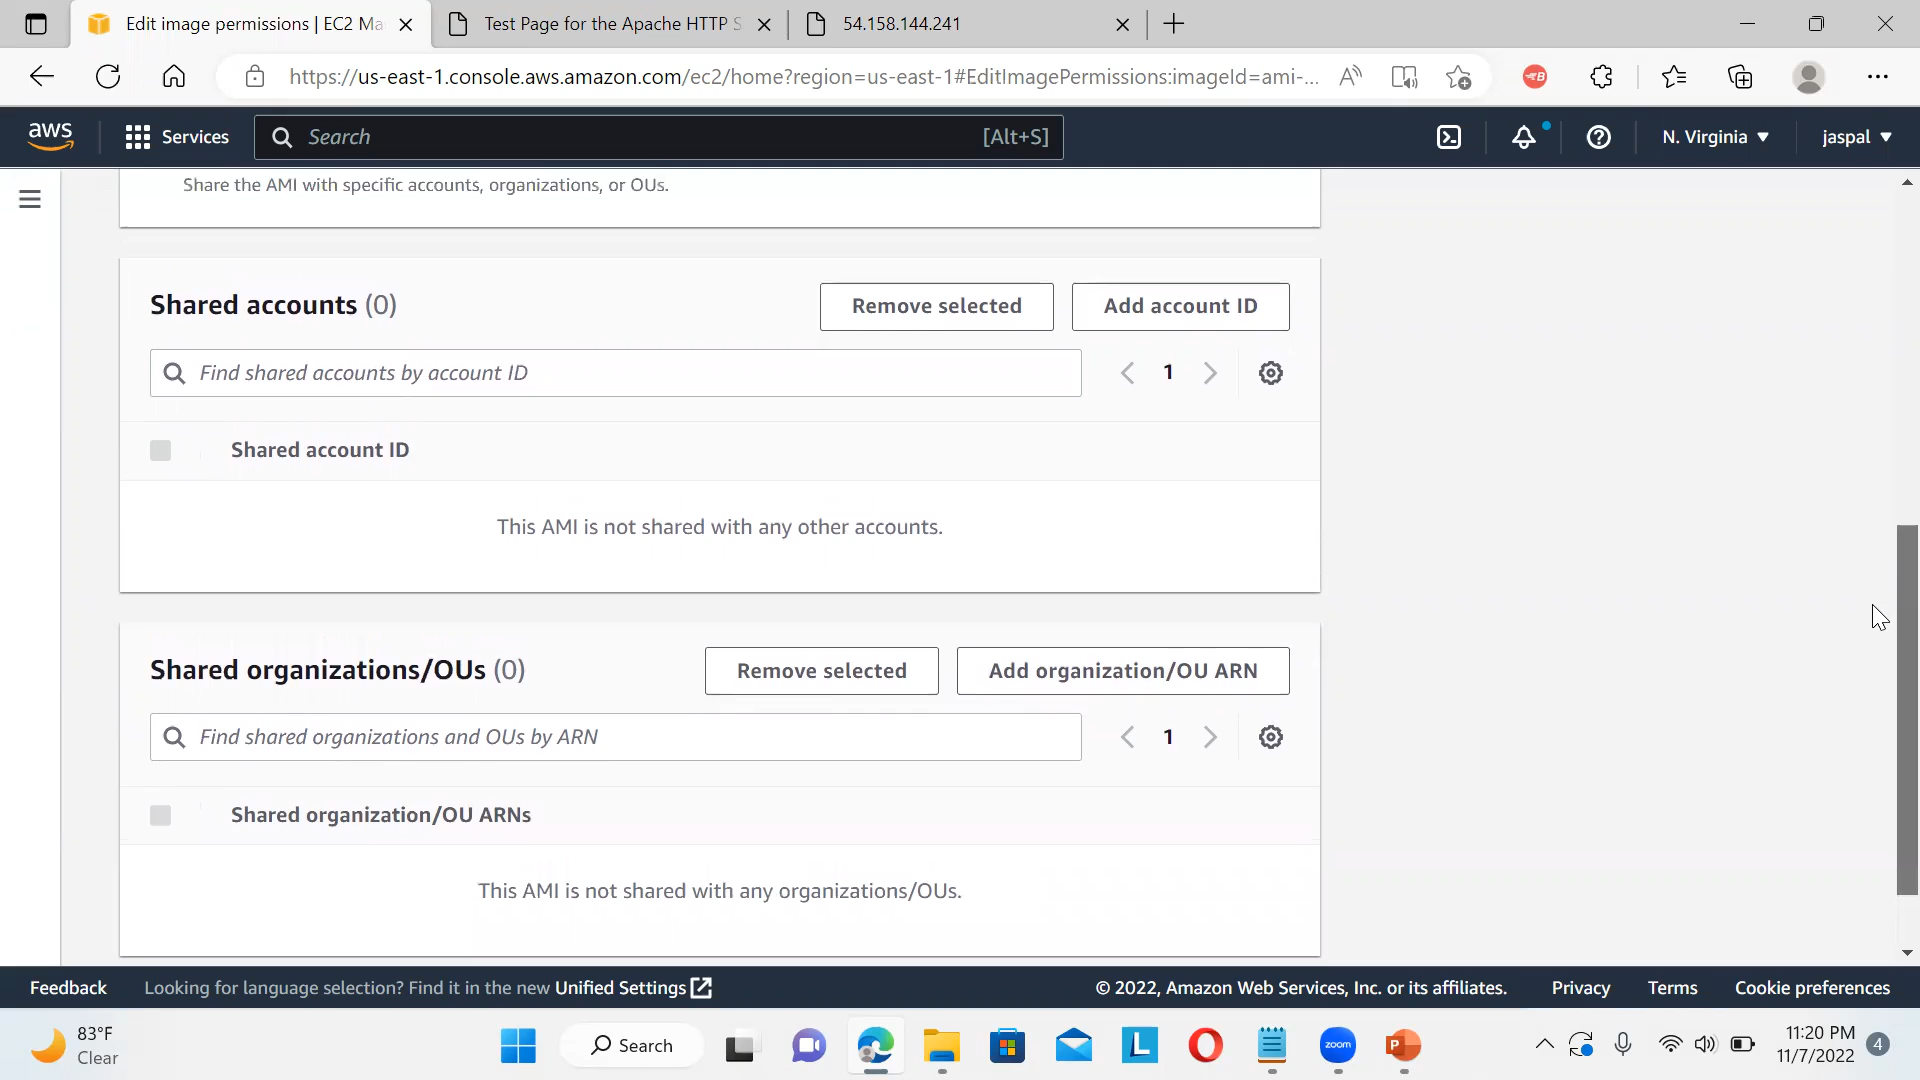 Edit image permissions | EC2 Ma
Test Page for the Apache HTTP S
54.158.144.241
https://us-east-1.console.aws.amazon.com/ec2/home?region=us-east-1#EditImagePermissions:imageId=ami-...
aws
Services
Search
[Alt+S]
N. Virginia
jaspal
Share the AMI with specific accounts, organizations, or OUs.
Shared accounts (0)
Remove selected
Add account ID
Find shared accounts by account ID
1
Shared account ID
This AMI is not shared with any other accounts.
Shared organizations/OUs (0)
Remove selected
Add organization/OU ARN
Find shared organizations and OUs by ARN
1
Shared organization/OU ARNs
This AMI is not shared with any organizations/OUs.
Feedback
Looking for language selection? Find it in the new Unified Settings
© 2022, Amazon Web Services, Inc. or its affiliates.
Privacy
Terms
Cookie preferences
83°F
Clear
Search
L
zoom
P
11:20 PM
11/7/2022
4